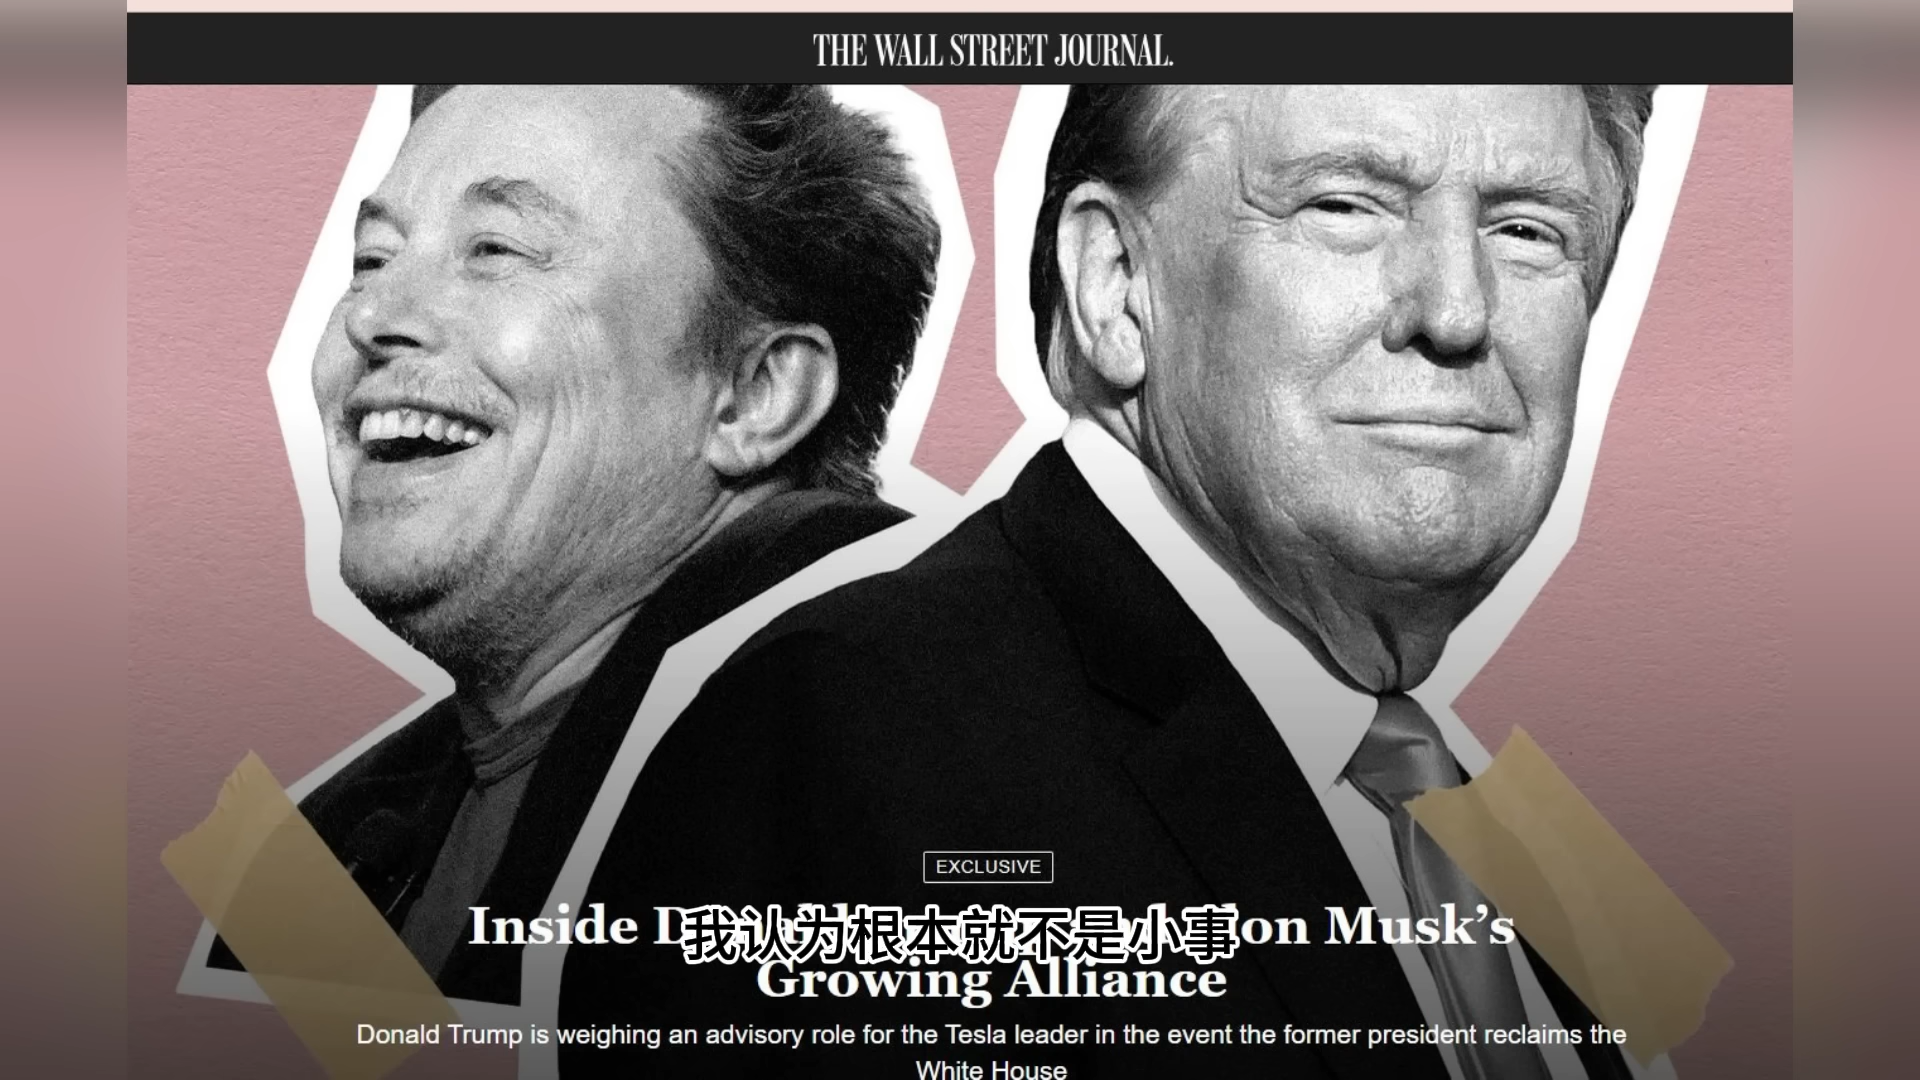 THE WALL STREET JOURNAL.
EXCLUSIVE
Inside Musk's
我认为根本就不是小事
Growing Alliance
Donald Trump is weighing an advisory role for the Tesla leader in the event the former president reclaims the
White House